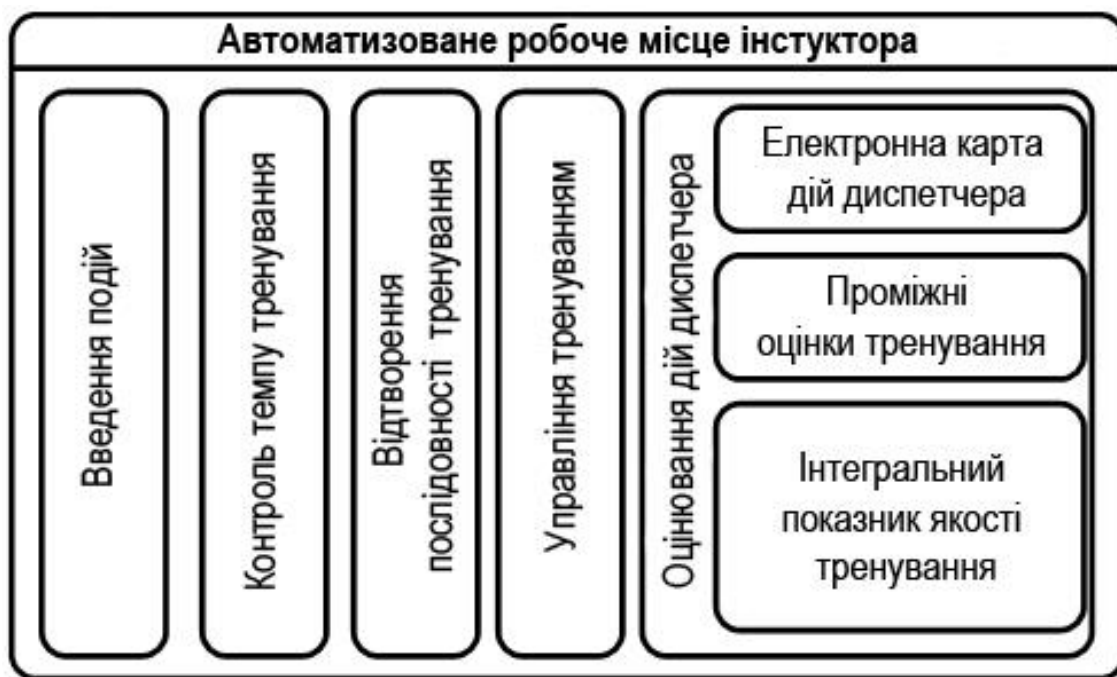 Автоматизоване робоче місце інстуктора
Введення подій
Контроль темпу тренування
Відтворення
послідовності тренування
Управління тренуванням
Оцінювання дій диспетчера
Електронна карта
дій диспетчера
Проміжні
оцінки тренування
Інтегральний
показник якості
тренування